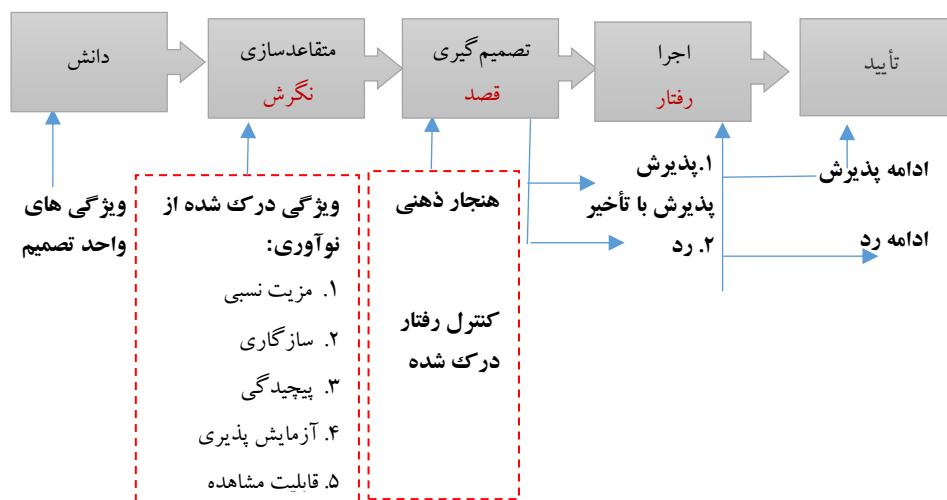 دانش
متقاعدسازی
نگرش
تصمیم‌گیری
قصد
اجرا
رفتار
تأیید
ویژگی های
واحد تصمیم
ویژگی درک شده از
نوآوری:
۱. مزیت نسبی
۲. سازگاری
۳. پیچیدگی
۴. آزمایش پذیری
۵. قابلیت مشاهده
هنجار ذهنی
کنترل رفتار
درک شده
۱.پذیرش
پذیرش با تأخیر
۲. رد
ادامه پذیرش
ادامه رد